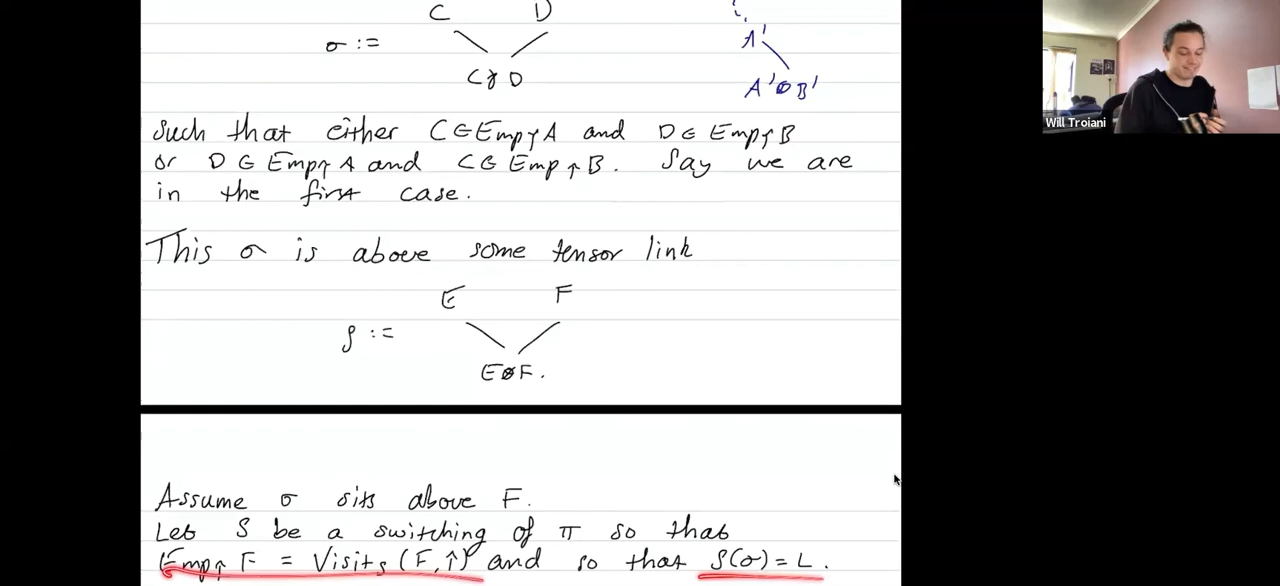 C D
A'
σ :=
C⅋D
A'⊗B'
such that either C∈Emp↑A and D∈Emp↑B
or D∈Emp↑A and C∈Emp↑B. Say we are
in the first case.
This σ is above some tensor link
E F
ρ :=
E⊗F.
Assume σ sits above F.
Let S be a switching of π so that
Emp↑ F = Visit_S (F,↑) and so that S(σ)=L.
Will Troiani